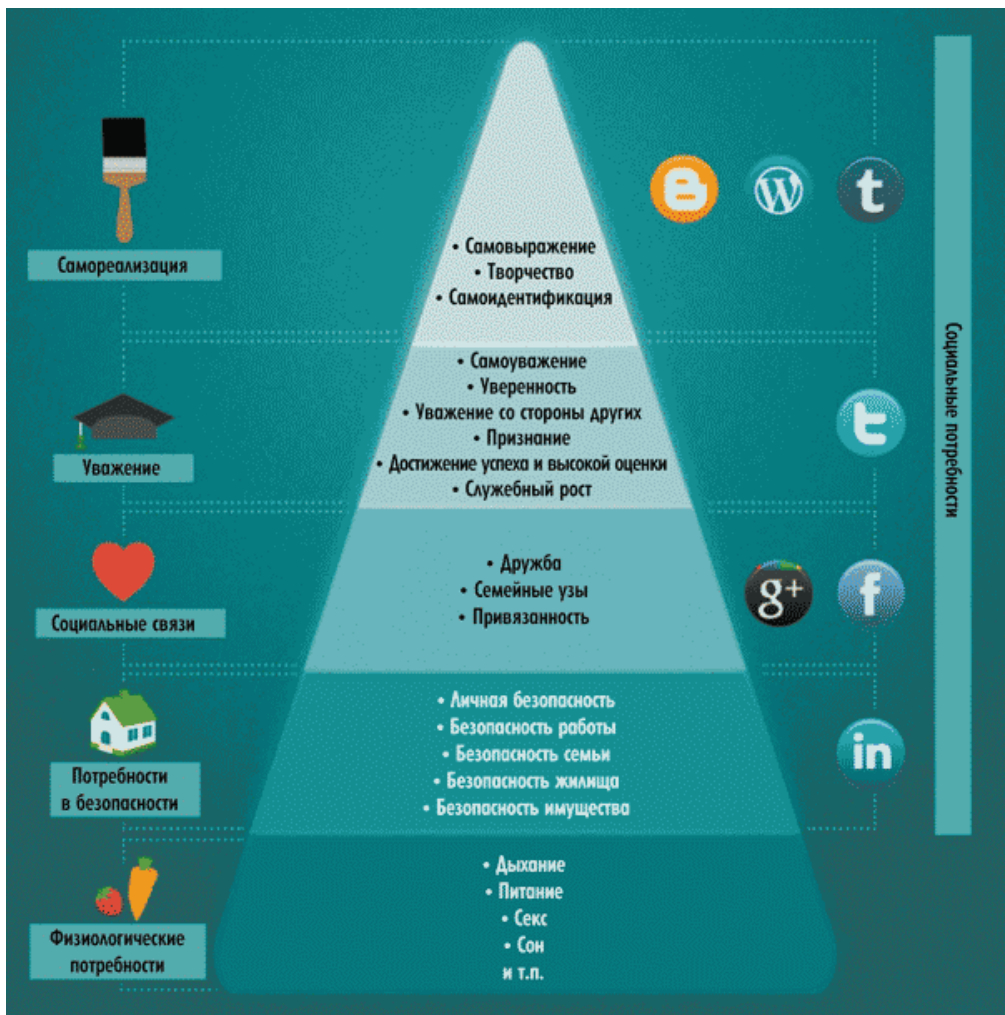 Самореализация
• Самовыражение
• Творчество
• Самоидентификация
B
W
t
Уважение
• Самоуважение
• Уверенность
• Уважение со стороны других
• Признание
• Достижение успеха и высокой оценки
• Служебный рост
t
Социальные связи
• Дружба
• Семейные узы
• Привязанность
g+
f
Потребности
в безопасности
• Личная безопасность
• Безопасность работы
• Безопасность семьи
• Безопасность жилища
• Безопасность имущества
in
Физиологические
потребности
• Дыхание
• Питание
• Секс
• Сон
и т.п.
Социальные потребности